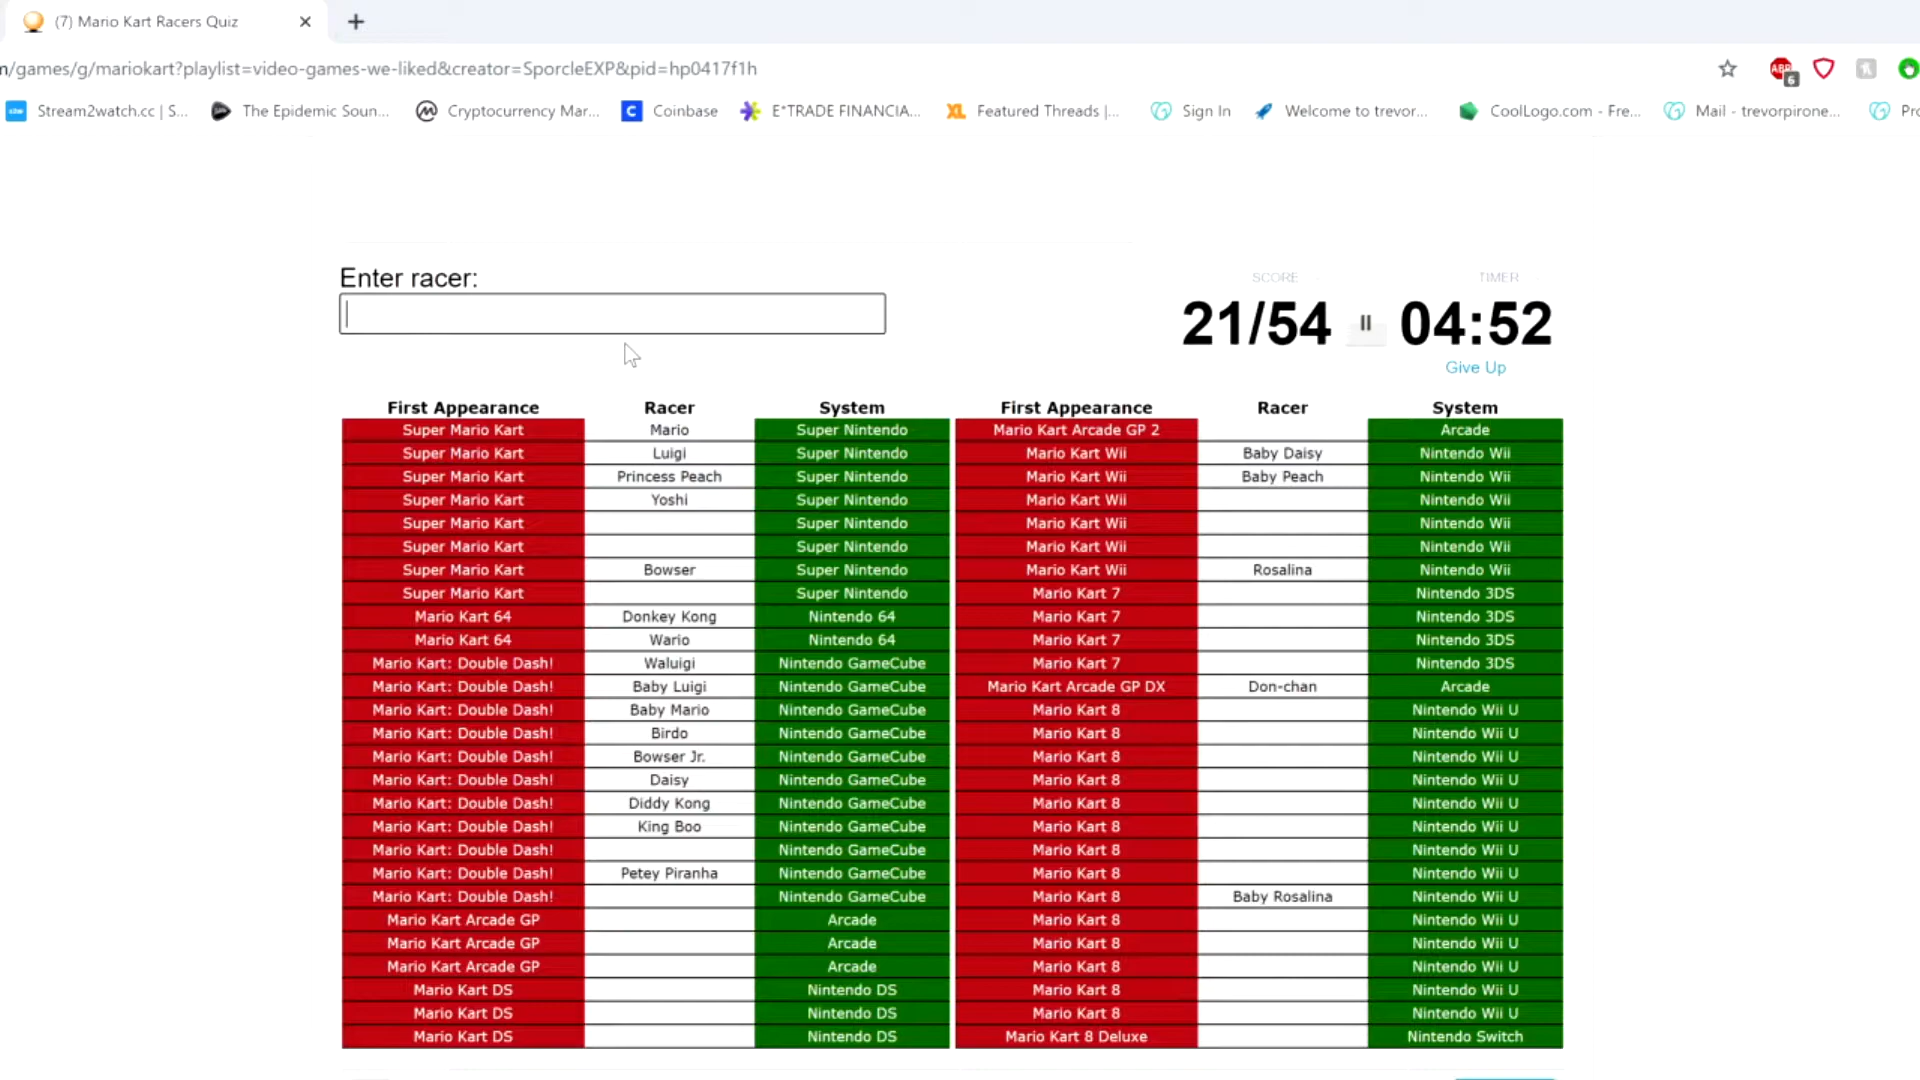 (7) Mario Kart Racers Quiz
/games/g/mariokart?playlist=video-games-we-liked&creator=SporcleEXP&pid=hp0417f1h
ABP
6
Stream2watch.cc | S... The Epidemic Soun... Cryptocurrency Mar... C Coinbase E*TRADE FINANCIA... XL Featured Threads |... Sign In Welcome to trevor... CoolLogo.com - Fre... Mail - trevorpirone... Pro
Enter racer:
SCORE TIMER
21/54 04:52
Give Up
First Appearance Racer System First Appearance Racer System
Super Mario Kart Mario Super Nintendo Mario Kart Arcade GP 2 Arcade
Super Mario Kart Luigi Super Nintendo Mario Kart Wii Baby Daisy Nintendo Wii
Super Mario Kart Princess Peach Super Nintendo Mario Kart Wii Baby Peach Nintendo Wii
Super Mario Kart Yoshi Super Nintendo Mario Kart Wii Nintendo Wii
Super Mario Kart Super Nintendo Mario Kart Wii Nintendo Wii
Super Mario Kart Super Nintendo Mario Kart Wii Nintendo Wii
Super Mario Kart Bowser Super Nintendo Mario Kart Wii Rosalina Nintendo Wii
Super Mario Kart Super Nintendo Mario Kart 7 Nintendo 3DS
Mario Kart 64 Donkey Kong Nintendo 64 Mario Kart 7 Nintendo 3DS
Mario Kart 64 Wario Nintendo 64 Mario Kart 7 Nintendo 3DS
Mario Kart: Double Dash! Waluigi Nintendo GameCube Mario Kart 7 Nintendo 3DS
Mario Kart: Double Dash! Baby Luigi Nintendo GameCube Mario Kart Arcade GP DX Don-chan Arcade
Mario Kart: Double Dash! Baby Mario Nintendo GameCube Mario Kart 8 Nintendo Wii U
Mario Kart: Double Dash! Birdo Nintendo GameCube Mario Kart 8 Nintendo Wii U
Mario Kart: Double Dash! Bowser Jr. Nintendo GameCube Mario Kart 8 Nintendo Wii U
Mario Kart: Double Dash! Daisy Nintendo GameCube Mario Kart 8 Nintendo Wii U
Mario Kart: Double Dash! Diddy Kong Nintendo GameCube Mario Kart 8 Nintendo Wii U
Mario Kart: Double Dash! King Boo Nintendo GameCube Mario Kart 8 Nintendo Wii U
Mario Kart: Double Dash! Nintendo GameCube Mario Kart 8 Nintendo Wii U
Mario Kart: Double Dash! Petey Piranha Nintendo GameCube Mario Kart 8 Nintendo Wii U
Mario Kart: Double Dash! Nintendo GameCube Mario Kart 8 Baby Rosalina Nintendo Wii U
Mario Kart Arcade GP Arcade Mario Kart 8 Nintendo Wii U
Mario Kart Arcade GP Arcade Mario Kart 8 Nintendo Wii U
Mario Kart Arcade GP Arcade Mario Kart 8 Nintendo Wii U
Mario Kart DS Nintendo DS Mario Kart 8 Nintendo Wii U
Mario Kart DS Nintendo DS Mario Kart 8 Nintendo Wii U
Mario Kart DS Nintendo DS Mario Kart 8 Deluxe Nintendo Switch